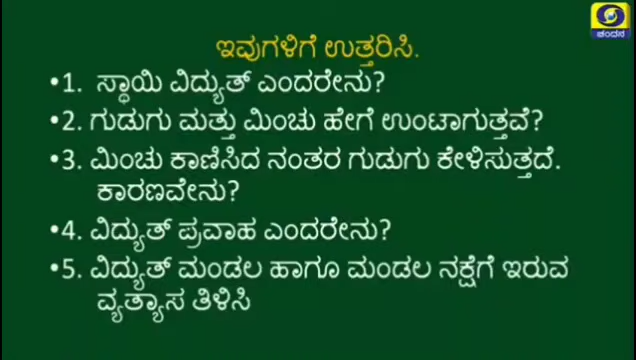 ಚಂದನ
ಇವುಗಳಿಗೆ ಉತ್ತರಿಸಿ.
•1. ಸ್ಥಾಯಿ ವಿದ್ಯುತ್ ಎಂದರೇನು?
•2. ಗುಡುಗು ಮತ್ತು ಮಿಂಚು ಹೇಗೆ ಉಂಟಾಗುತ್ತವೆ?
•3. ಮಿಂಚು ಕಾಣಿಸಿದ ನಂತರ ಗುಡುಗು ಕೇಳಿಸುತ್ತದೆ.
ಕಾರಣವೇನು?
•4. ವಿದ್ಯುತ್ ಪ್ರವಾಹ ಎಂದರೇನು?
•5. ವಿದ್ಯುತ್ ಮಂಡಲ ಹಾಗೂ ಮಂಡಲ ನಕ್ಷೆಗೆ ಇರುವ
ವ್ಯತ್ಯಾಸ ತಿಳಿಸಿ